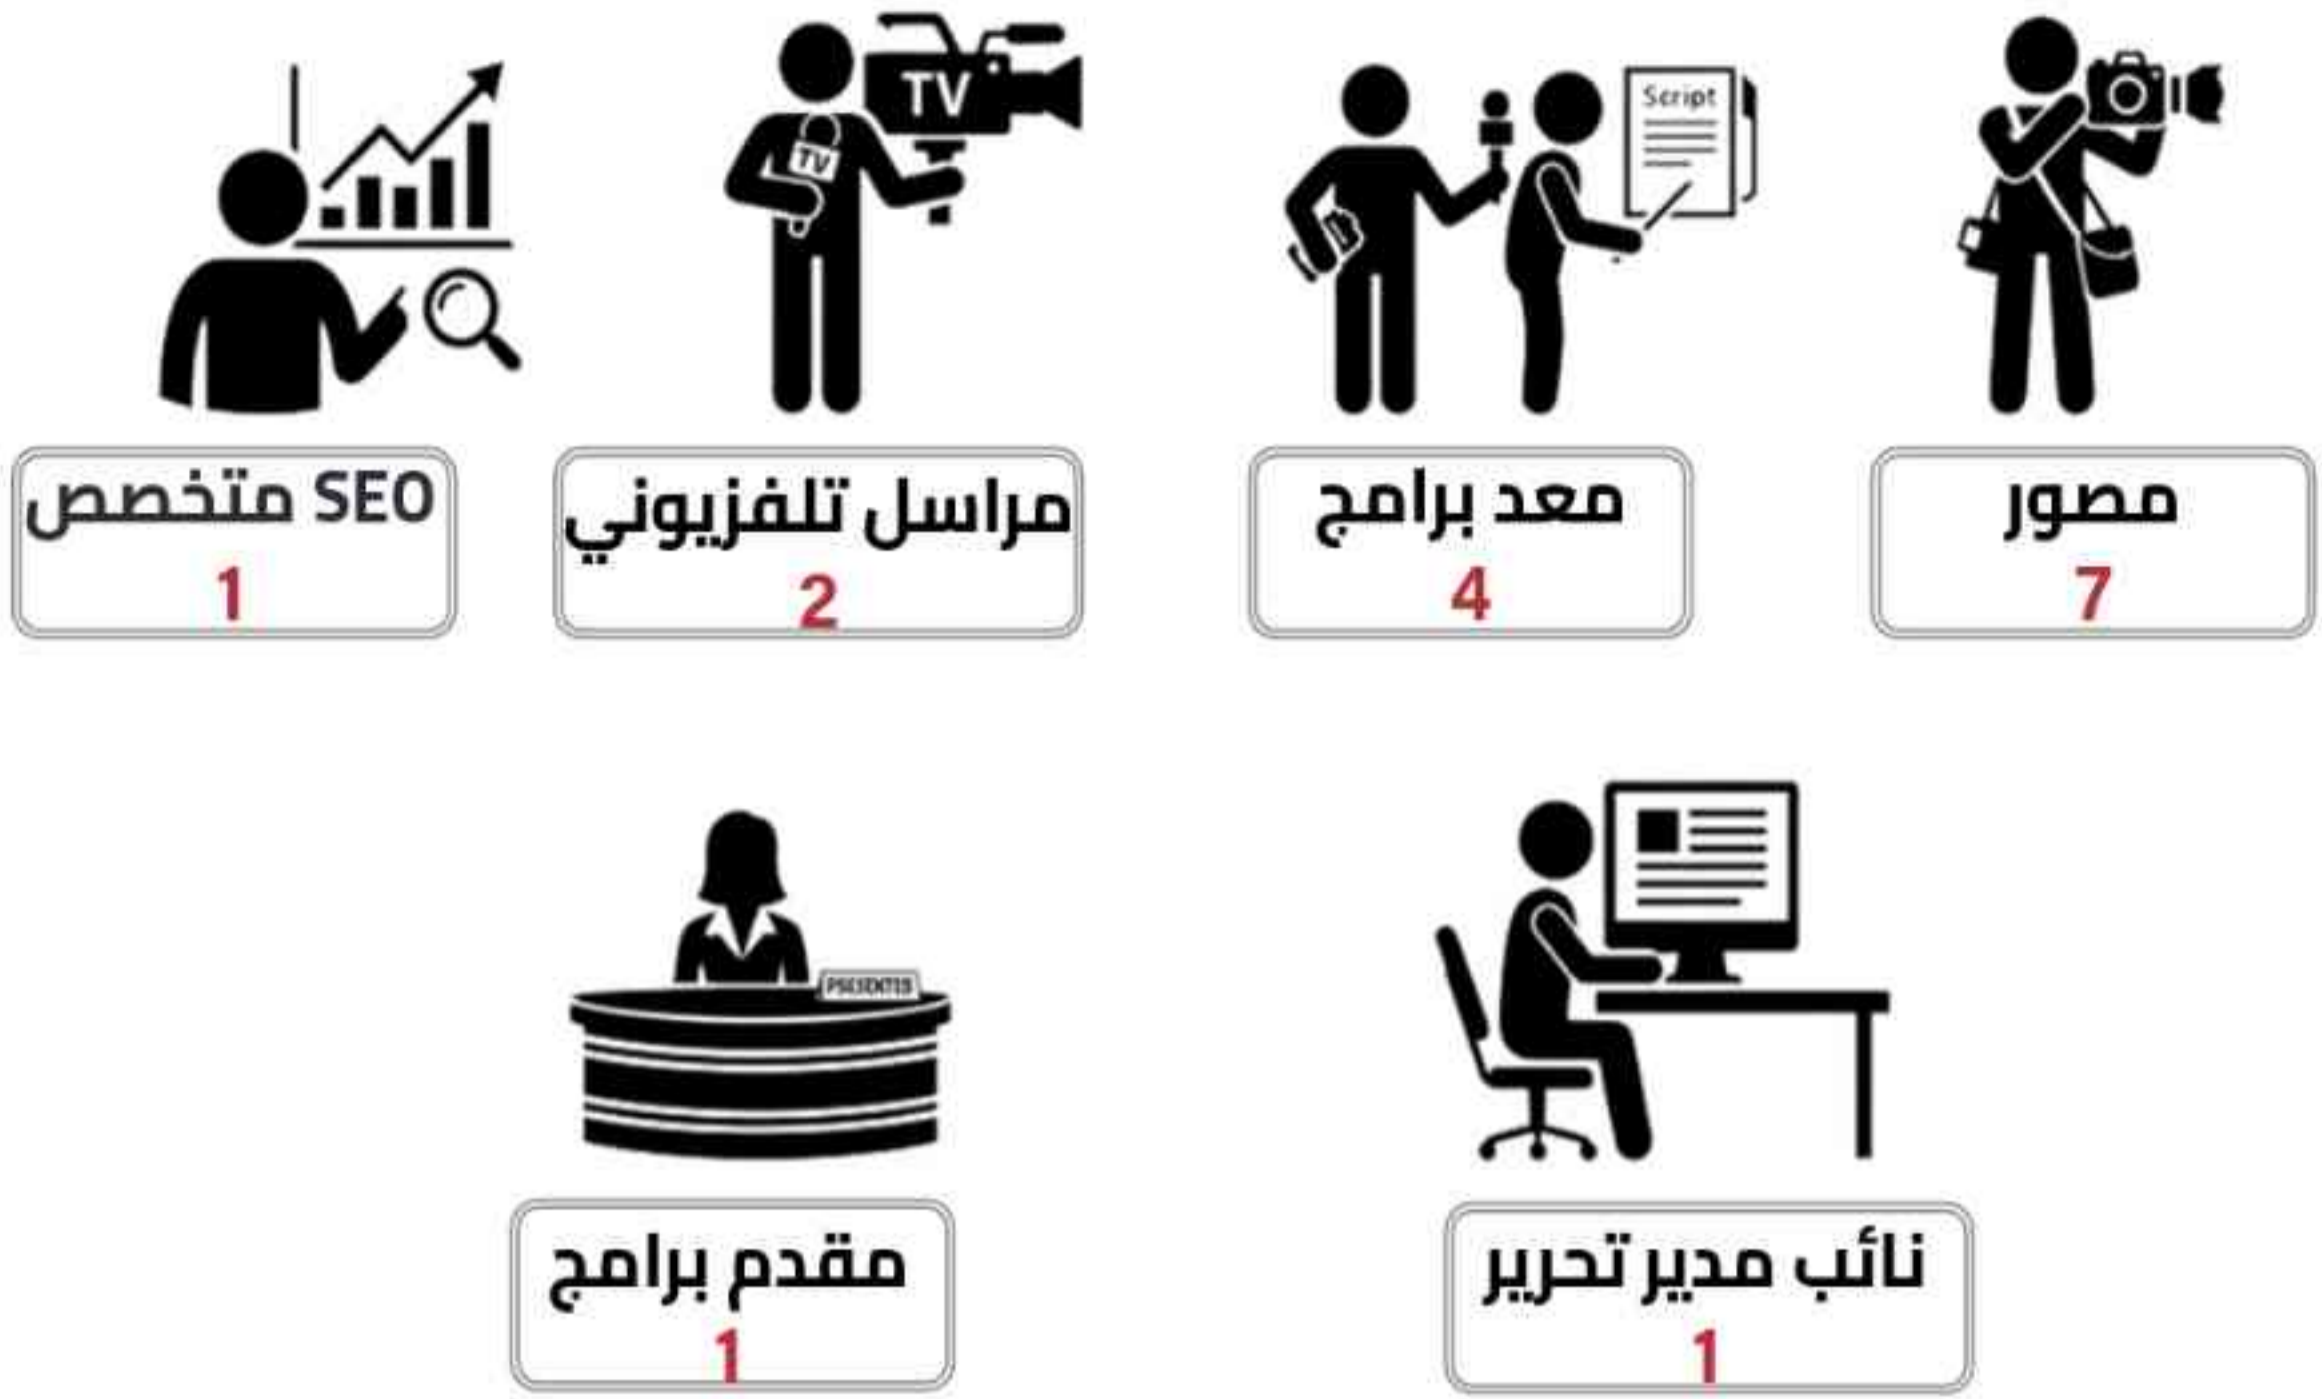 TV
TV
Script
مصور
7
معد برامج
4
مراسل تلفزيوني
2
SEO متخصص
1
نائب مدير تحرير
1
مقدم برامج
1